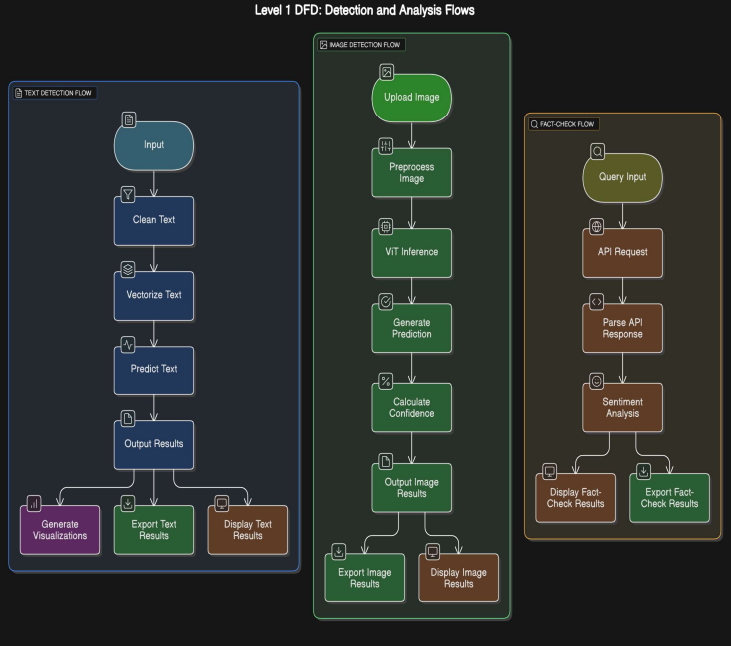 Level 1 DFD: Detection and Analysis Flows
TEXT DETECTION FLOW
Input
Clean Text
Vectorize Text
Predict Text
Output Results
Generate
Visualizations
Export Text
Results
Display Text
Results
IMAGE DETECTION FLOW
Upload Image
Preprocess
Image
ViT Inference
Generate
Prediction
Calculate
Confidence
Output Image
Results
Export Image
Results
Display Image
Results
FACT-CHECK FLOW
Query Input
API Request
Parse API
Response
Sentiment
Analysis
Display Fact-
Check Results
Export Fact-
Check Results